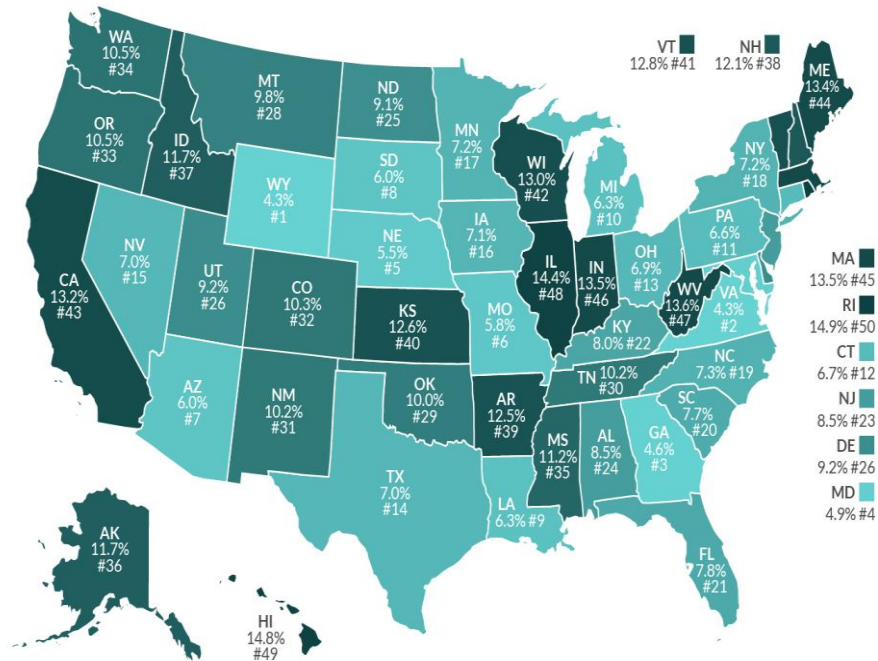 WA
10.5%
#34
OR
10.5%
#33
CA
13.2%
#43
NV
7.0%
#15
ID
11.7%
#37
MT
9.8%
#28
WY
4.3%
#1
UT
9.2%
#26
AZ
6.0%
#7
CO
10.3%
#32
NM
10.2%
#31
ND
9.1%
#25
SD
6.0%
#8
NE
5.5%
#5
KS
12.6%
#40
OK
10.0%
#29
TX
7.0%
#14
MN
7.2%
#17
IA
7.1%
#16
MO
5.8%
#6
AR
12.5%
#39
LA
6.3% #9
WI
13.0%
#42
IL
14.4%
#48
MI
6.3%
#10
IN
13.5%
#46
OH
6.9%
#13
KY
8.0% #22
TN 10.2%
#30
MS
11.2%
#35
AL
8.5%
#24
GA
4.6%
#3
FL
7.8%
#21
SC
7.7%
#20
NC
7.3% #19
VA
4.3%
#2
WV
13.6%
#47
PA
6.6%
#11
NY
7.2%
#18
VT
12.8% #41
NH
12.1% #38
ME
13.4%
#44
MA
13.5% #45
RI
14.9% #50
CT
6.7% #12
NJ
8.5% #23
DE
9.2% #26
MD
4.9% #4
AK
11.7%
#36
HI
14.8%
#49